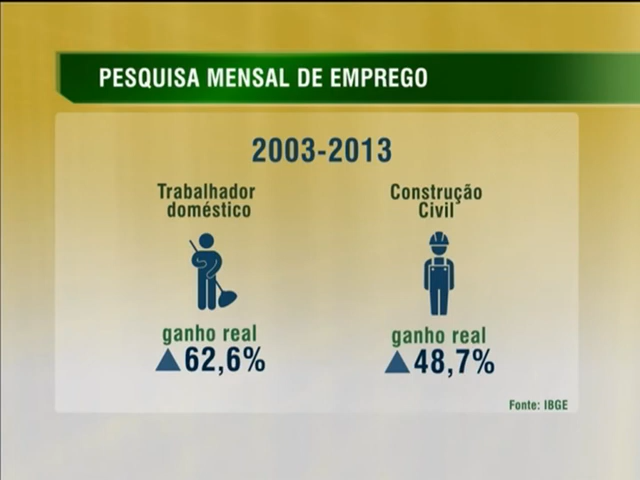 PESQUISA MENSAL DE EMPREGO
2003-2013
Trabalhador
doméstico
ganho real
▲62,6%
Construção
Civil
ganho real
▲48,7%
Fonte: IBGE